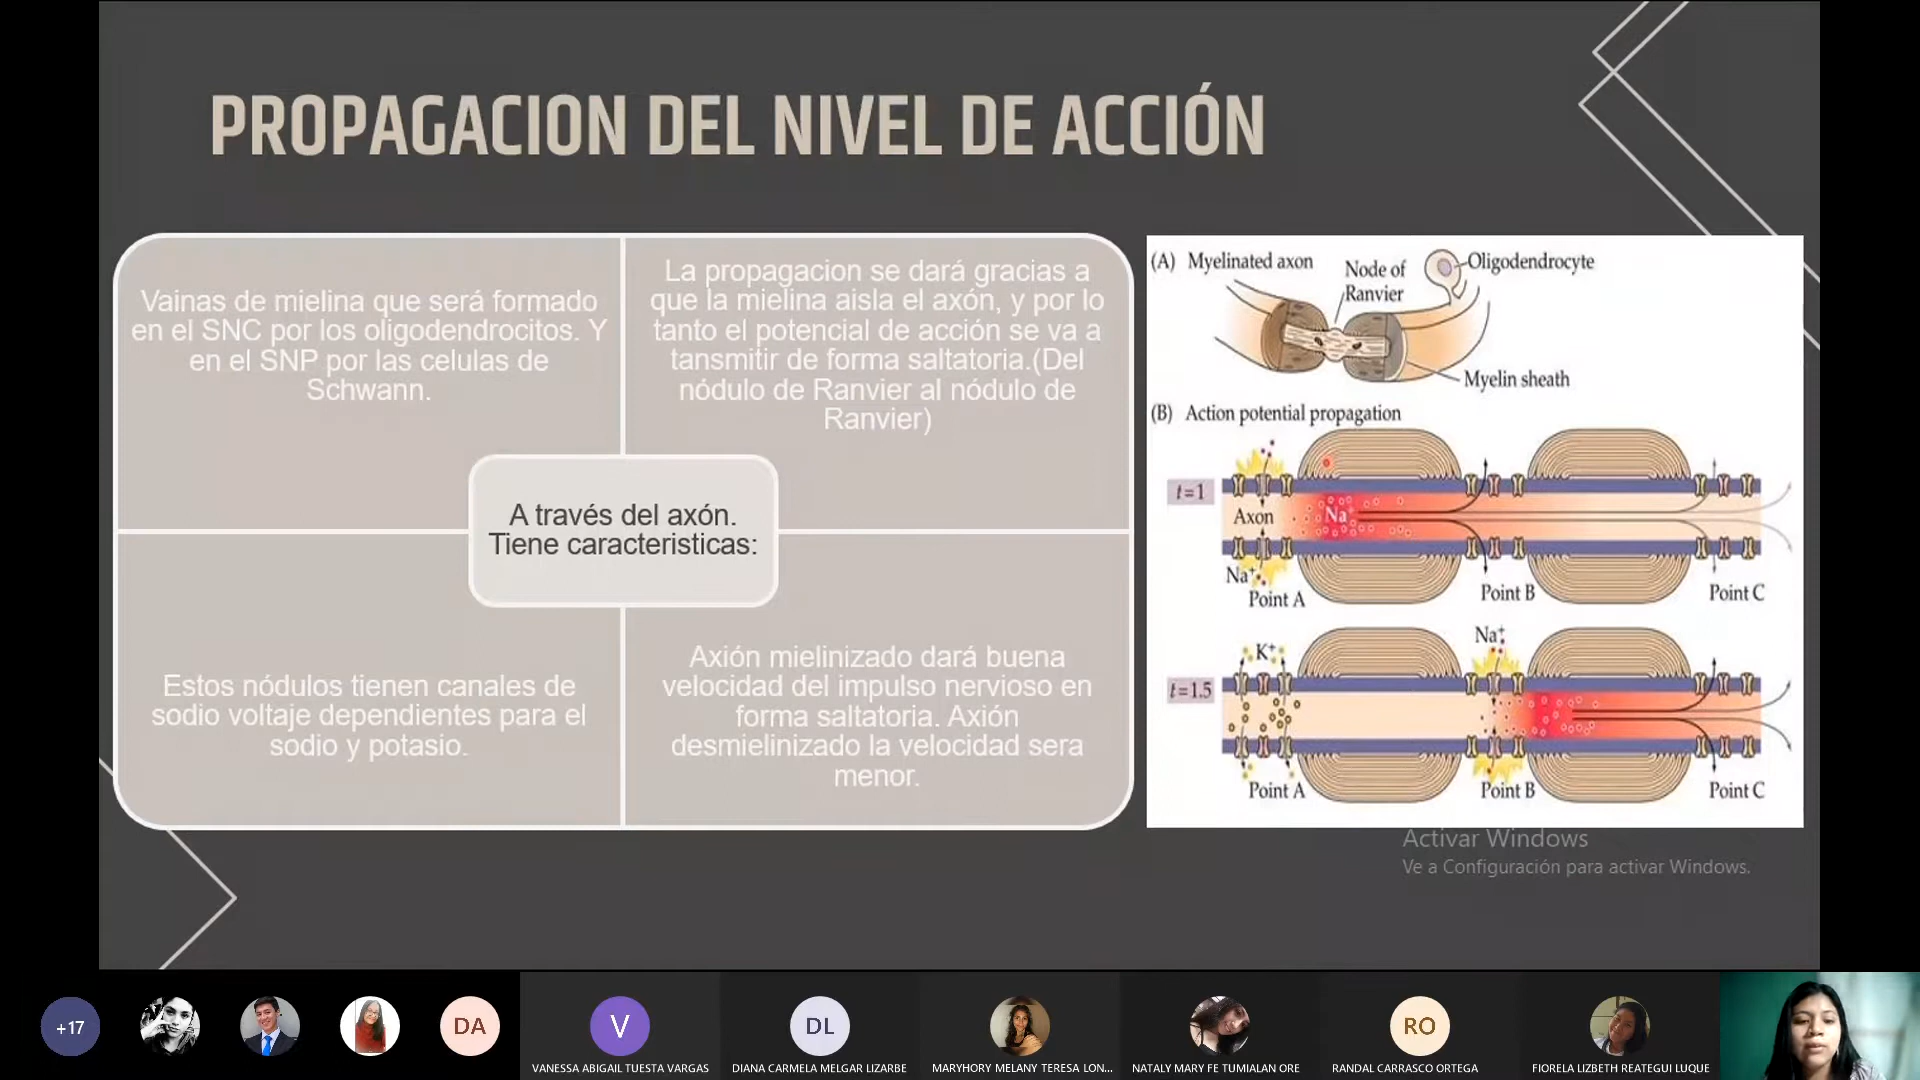 PROPAGACION DEL NIVEL DE ACCIÓN
Vainas de mielina que será formado
en el SNC por los oligodendrocitos. Y
en el SNP por las celulas de
Schwann.
La propagacion se dará gracias a
que la mielina aisla el axón, y por lo
tanto el potencial de acción se va a
tansmitir de forma saltatoria.(Del
nódulo de Ranvier al nódulo de
Ranvier)
A través del axón.
Tiene caracteristicas:
Estos nódulos tienen canales de
sodio voltaje dependientes para el
sodio y potasio.
Axión mielinizado dará buena
velocidad del impulso nervioso en
forma saltatoria. Axión
desmielinizado la velocidad sera
menor.
(A) Myelinated axon
Node of
Ranvier
Oligodendrocyte
Myelin sheath
(B) Action potential propagation
t=1
Axon
Na+
Na+
Point A
Point B
Point C
K+
Na+
t=1.5
Point A
Point B
Point C
Activar Windows
Ve a Configuración para activar Windows.
+17
DA
V
DL
RO
VANESSA ABIGAIL TUESTA VARGAS
DIANA CARMELA MELGAR LIZARBE
MARYHORY MELANY TERESA LON...
NATALY MARY FE TUMIALAN ORE
RANDAL CARRASCO ORTEGA
FIORELA LIZBETH REATEGUI LUQUE